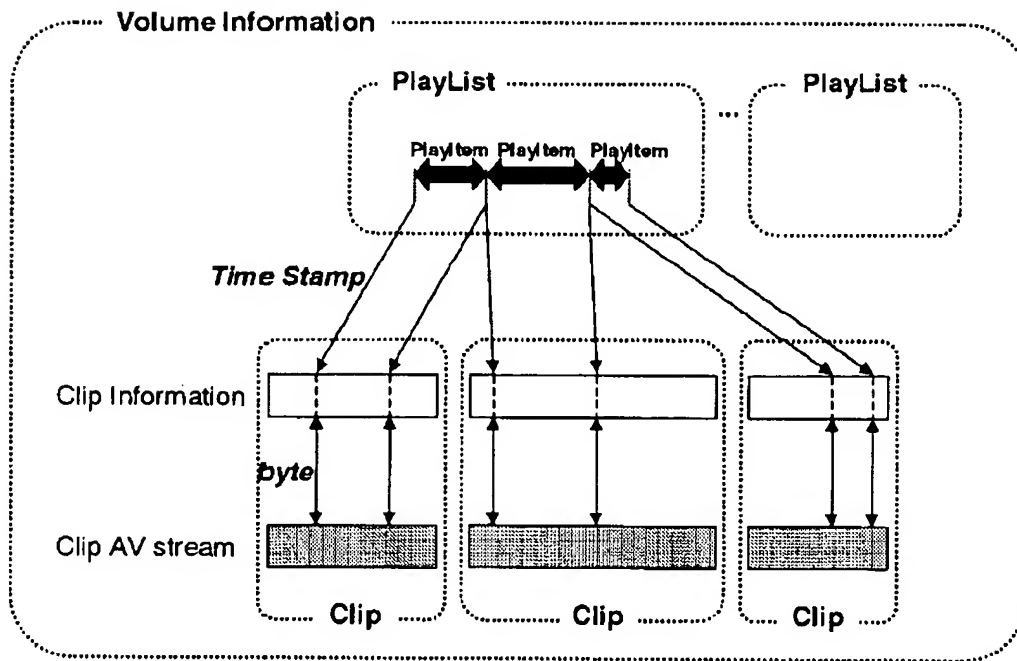 Volume Information
PlayList
...
PlayList
PlayItem PlayItem PlayItem
Time Stamp
Clip Information
byte
Clip AV stream
Clip
Clip
Clip